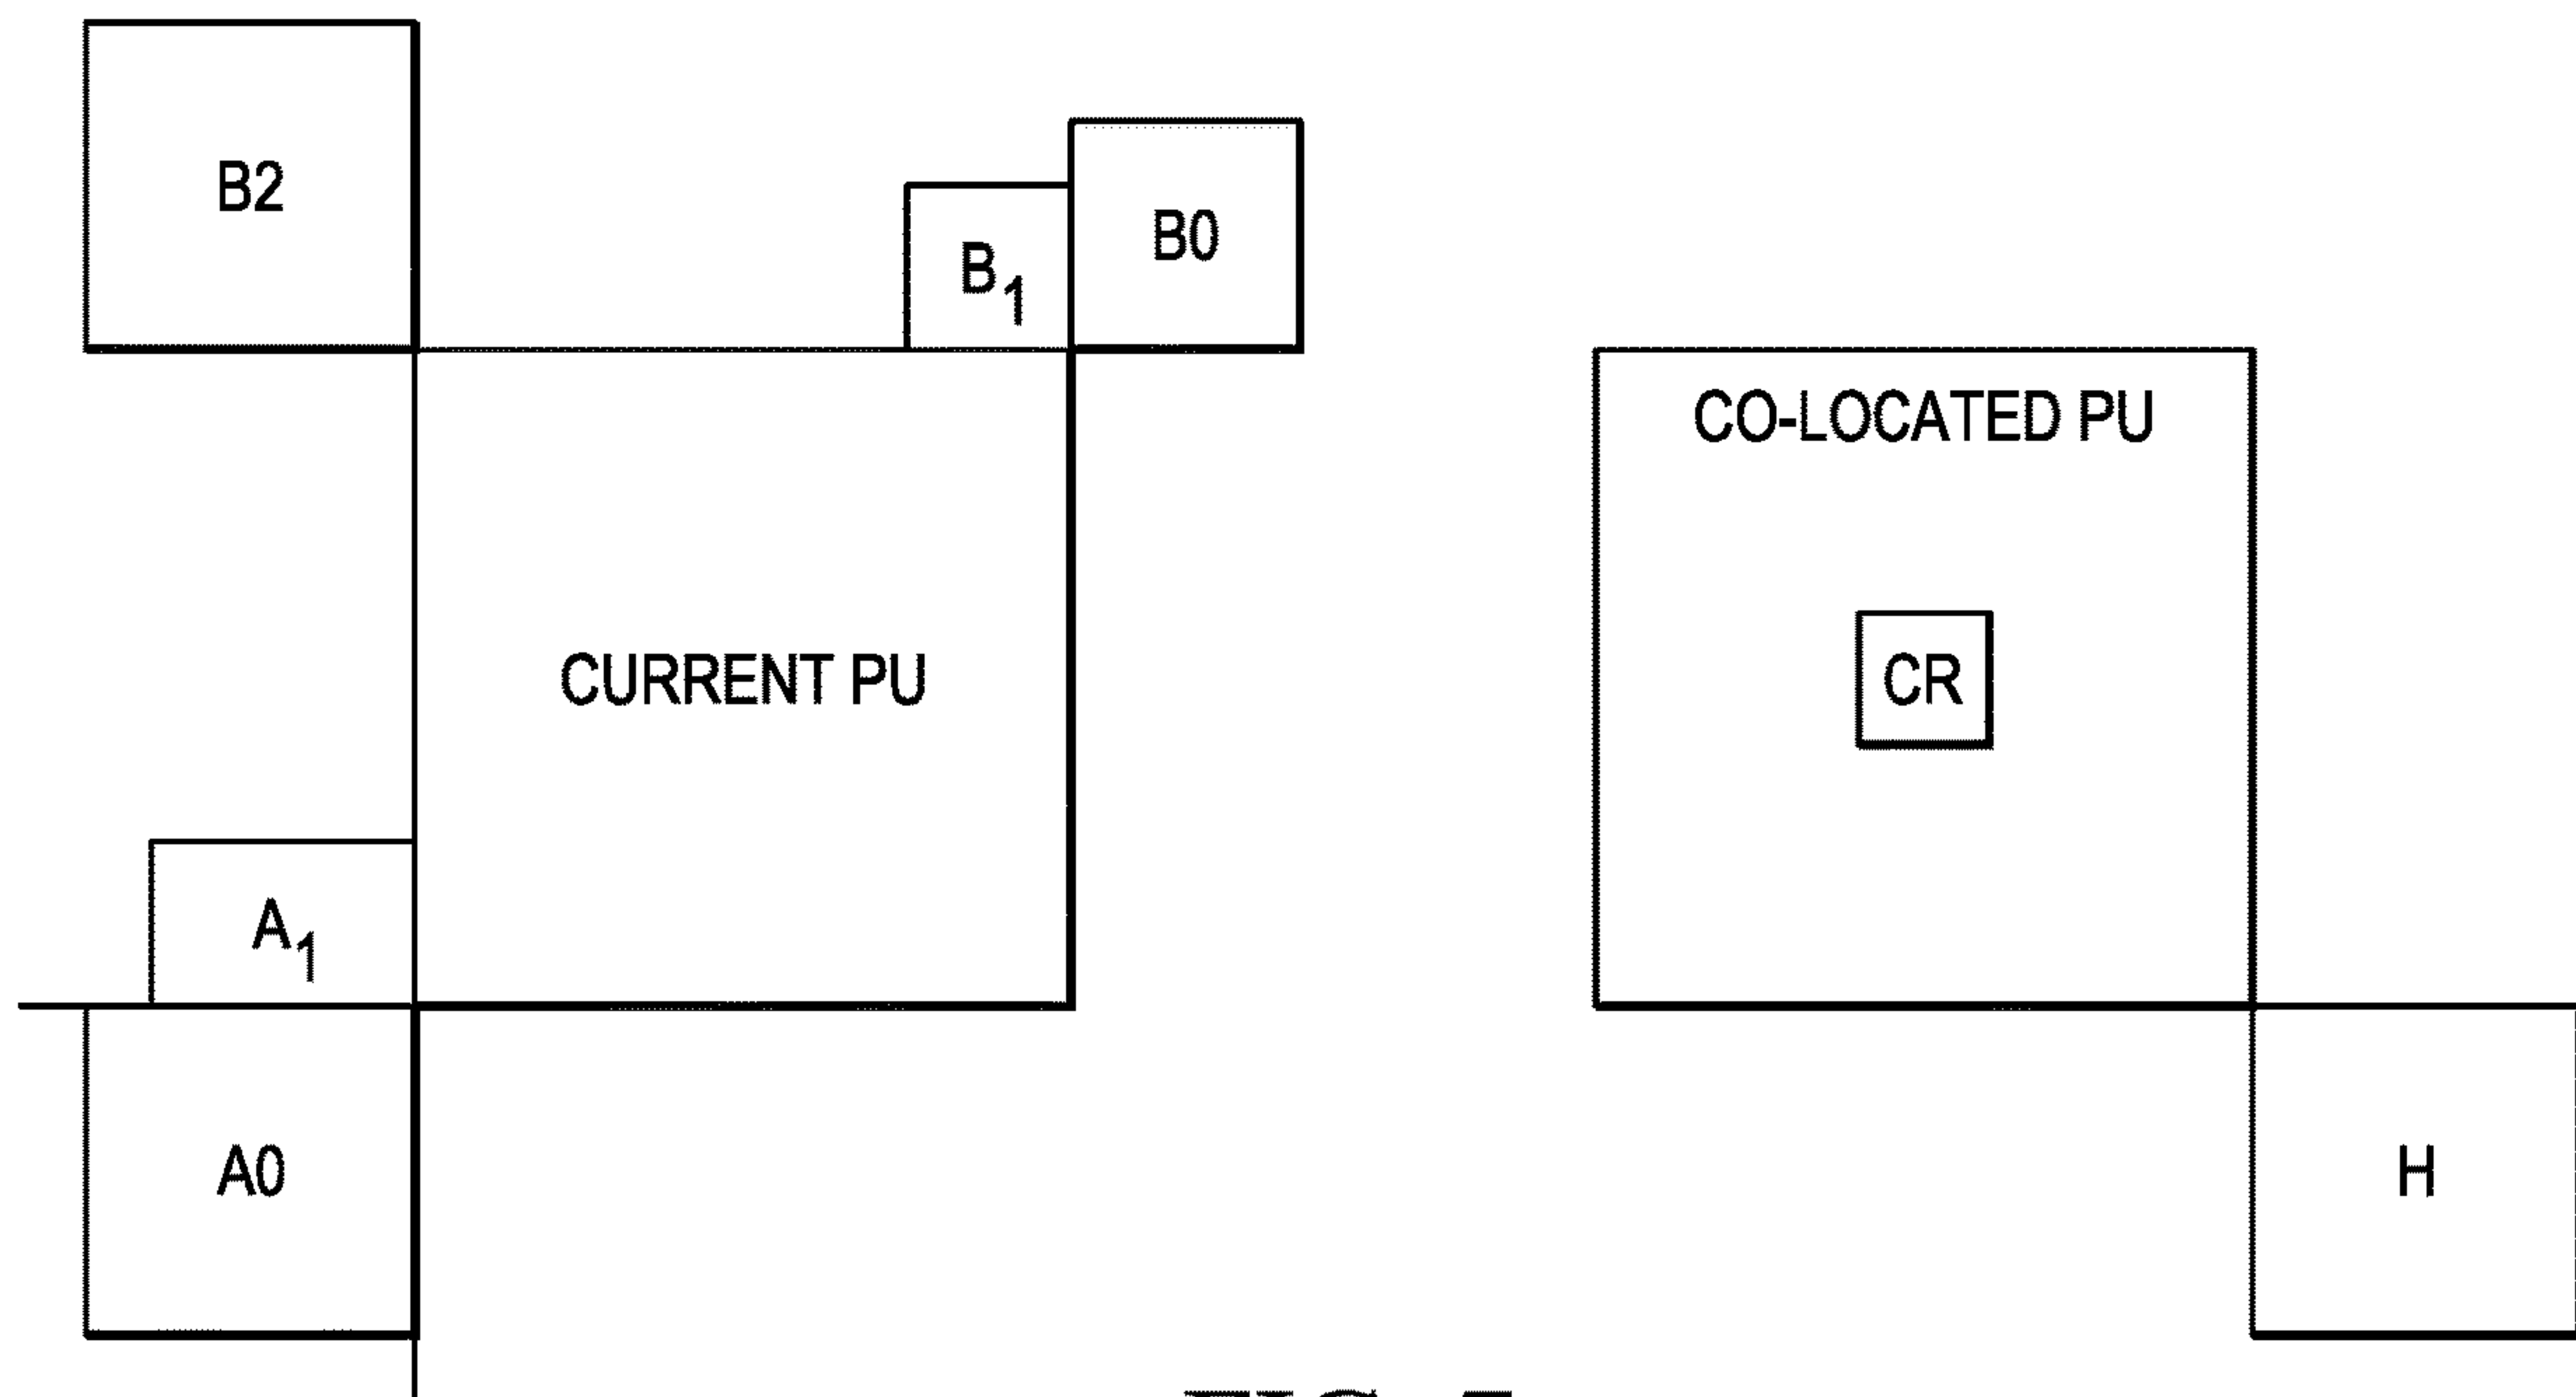 B2
B0
B1
CO-LOCATED PU
CURRENT PU
CR
A1
A0
H